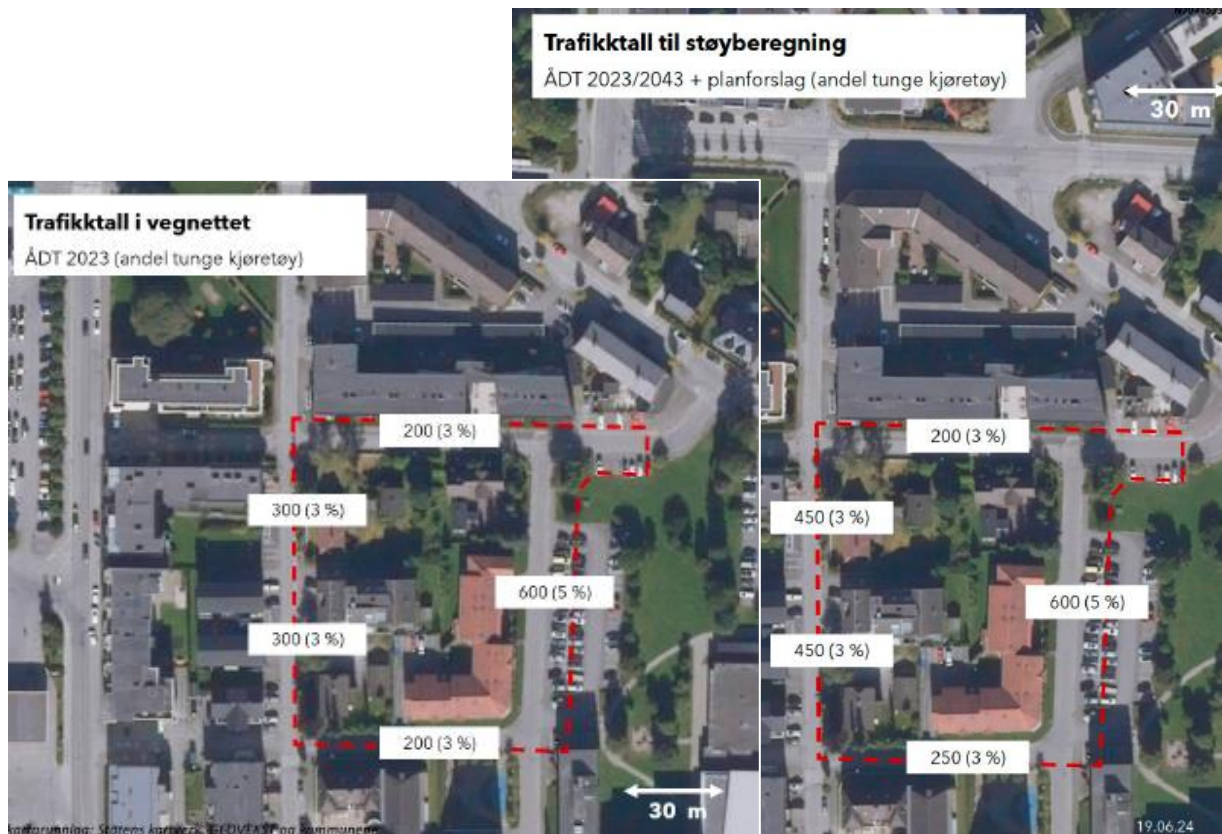 Trafikktall til støyberegning
ÅDT 2023/2043 + planforslag (andel tunge kjøretøy)
30 m
Trafikktall i vegnettet
ÅDT 2023 (andel tunge kjøretøy)
200 (3 %)
300 (3 %)
600 (5 %)
300 (3 %)
200 (3 %)
30 m
og kommunene
200 (3 %)
450 (3 %)
600 (5 %)
450 (3 %)
250 (3 %)
19.06.24